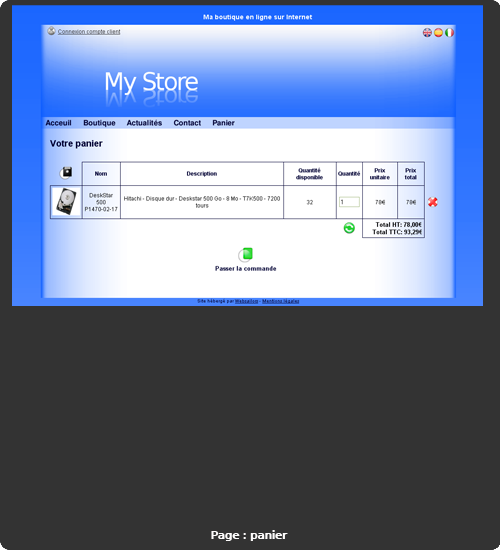 Ma boutique en ligne sur Internet
Connexion compte client
My Store
Acceuil Boutique Actualités Contact Panier
Votre panier
Nom Description Quantité disponible Quantité Prix unitaire Prix total
DeskStar 500 P1470-02-17 Hitachi - Disque dur - Deskstar 500 Go - 8 Mo - T7K500 - 7200 tours 32 1 78€ 78€
Total HT: 78,00€
Total TTC: 93,29€
Passer la commande
Site hébergé par - Mentions légales
Page : panier